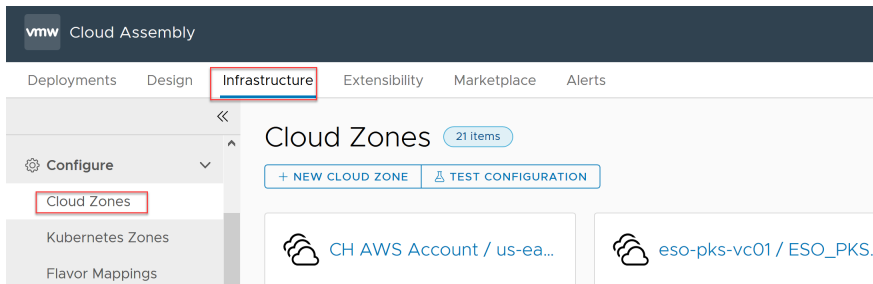 vmw Cloud Assembly
Deployments Design Infrastructure Extensibility Marketplace Alerts
«
Cloud Zones 21 items
Configure
+ NEW CLOUD ZONE TEST CONFIGURATION
Cloud Zones
Kubernetes Zones
CH AWS Account / us-ea... eso-pks-vc01 / ESO_PKS.
Flavor Mappings